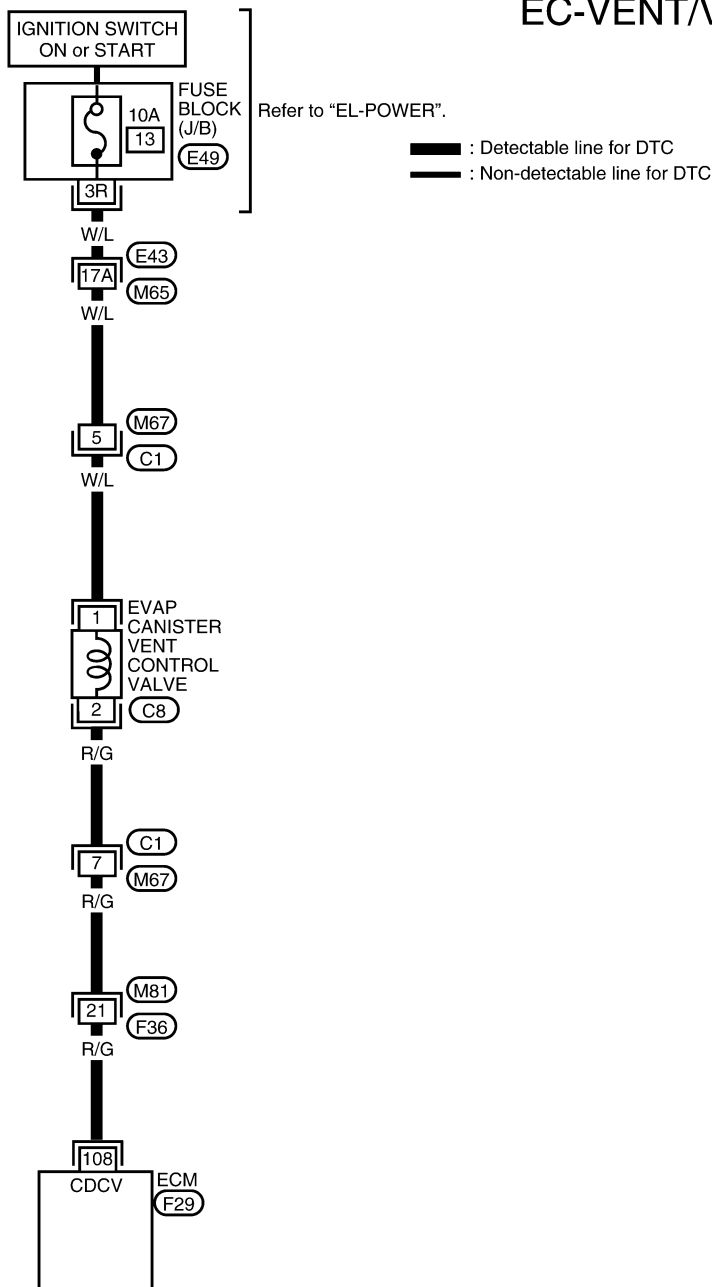 EC-VENT/V
IGNITION SWITCH
ON or START
FUSE
BLOCK
(J/B)
10A
13
E49
Refer to “EL-POWER”.
: Detectable line for DTC
: Non-detectable line for DTC
3R
W/L
E43
17A
M65
W/L
M67
5
C1
W/L
1
EVAP
CANISTER
VENT
CONTROL
VALVE
2
C8
R/G
C1
7
M67
R/G
M81
21
F36
R/G
108
CDCV
ECM
F29